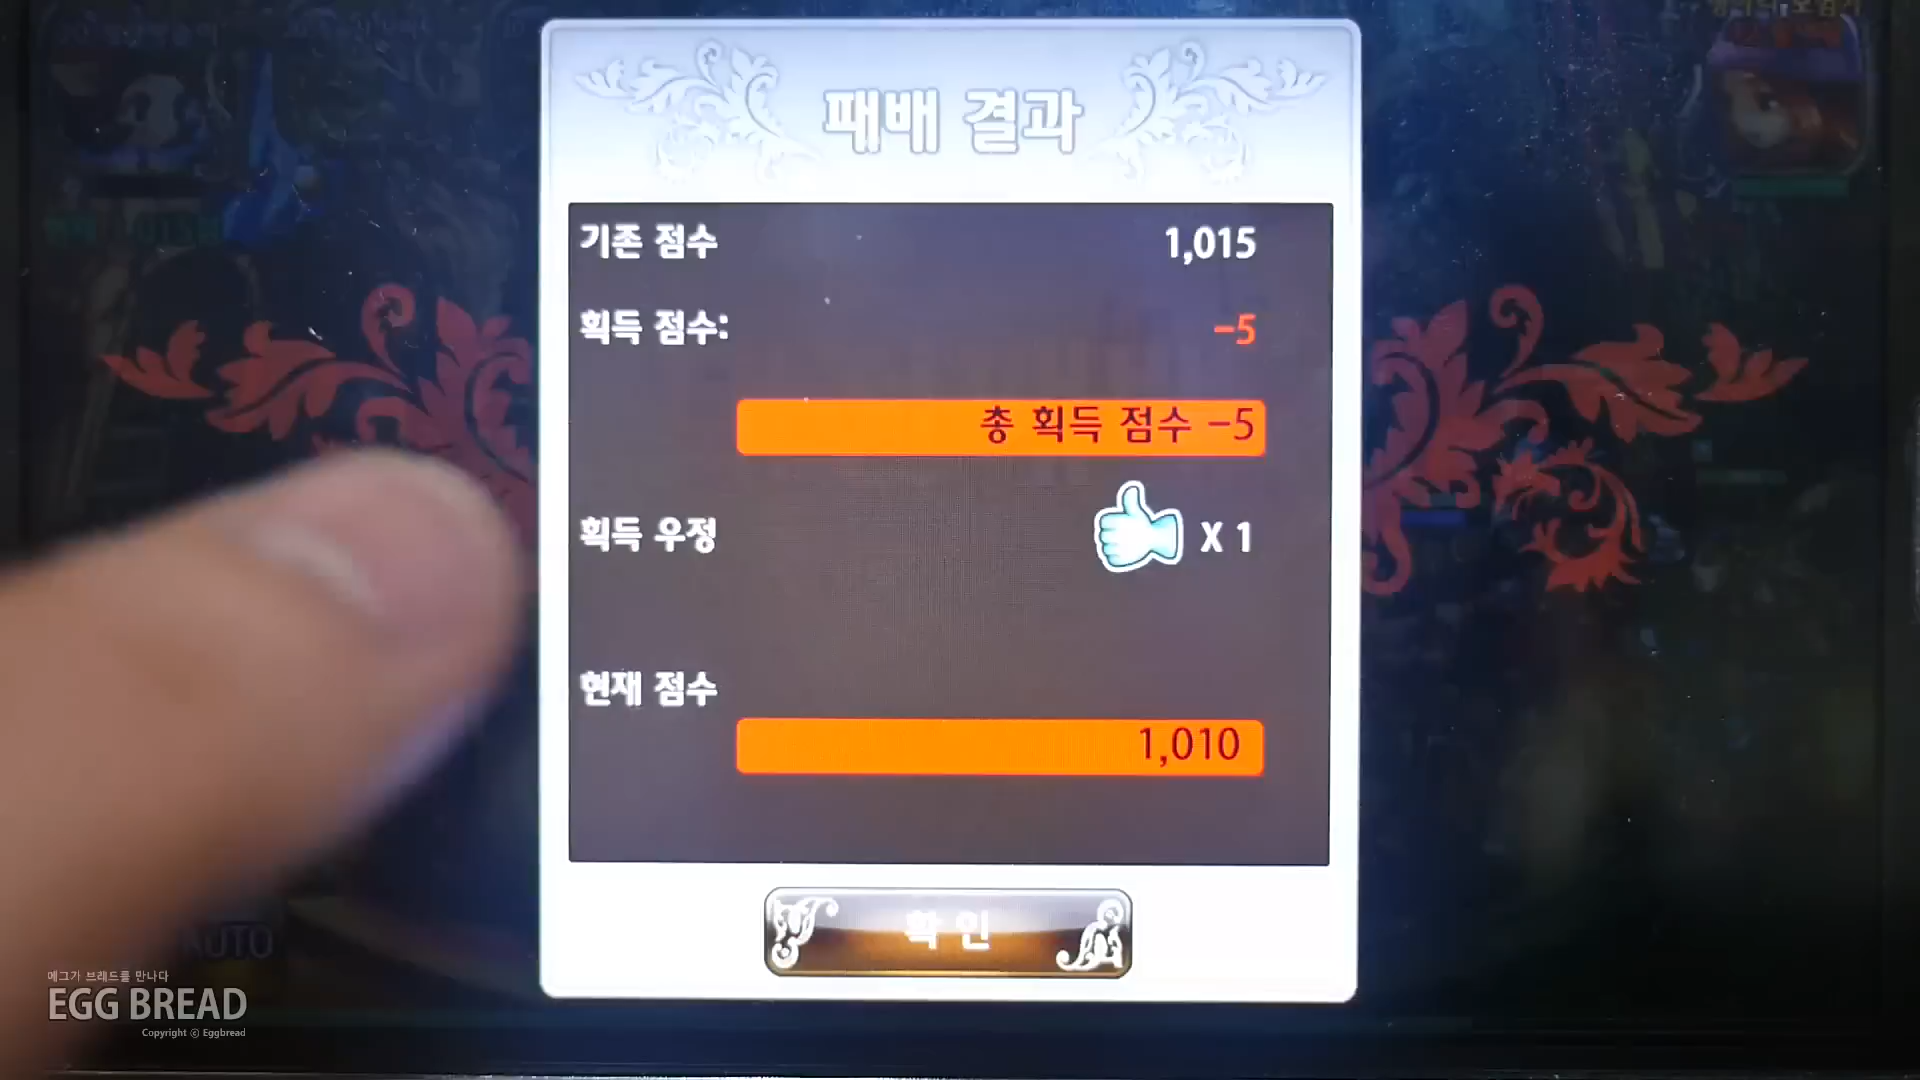 패배 결과
기존 점수 1,015
획득 점수: -5
총 획득 점수 -5
획득 우정 X 1
현재 점수
1,010
확 인
AUTO
에그가 브레드를 만나다
EGG BREAD
Copyright ⓒ Eggbread